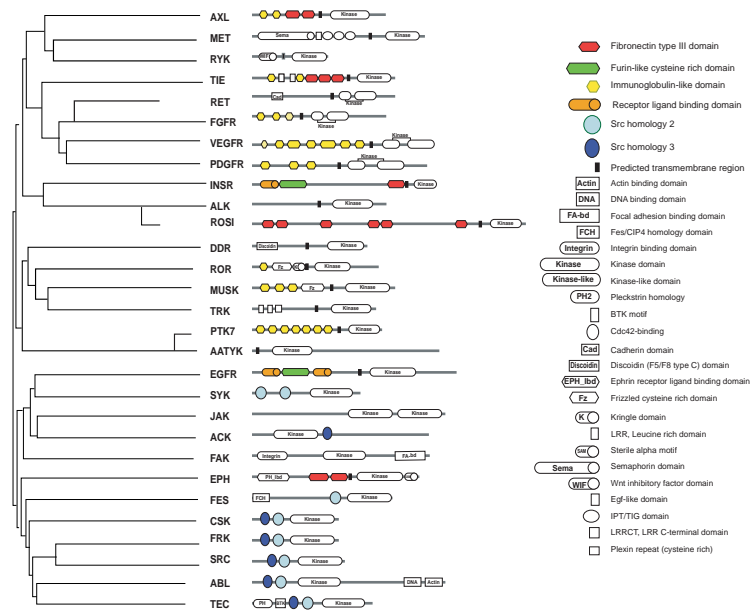 AXL Kinase
MET Sema Kinase
RYK WIF Kinase
TIE Kinase
RET Cad Kinase
FGFR Kinase
VEGFR Kinase
PDGFR Kinase
INSR Kinase
ALK Kinase
ROSI Kinase
DDR Discoidin Kinase
ROR Fz K Kinase
MUSK Fz Kinase
TRK Kinase
PTK7 Kinase
AATYK Kinase
EGFR Kinase
SYK Kinase
JAK Kinase Kinase
ACK Kinase
FAK Integrin Kinase FA-bd
EPH PH_lbd Kinase
FES FCH Kinase
CSK Kinase
FRK Kinase
SRC Kinase
ABL Kinase DNA Actin
TEC PH BTK Kinase
Fibronectin type III domain
Furin-like cysteine rich domain
Immunoglubin-like domain
Receptor ligand binding domain
Src homology 2
Src homology 3
Predicted transmembrane region
Actin Actin binding domain
DNA DNA binding domain
FA-bd Focal adhesion binding domain
FCH Fes/CIP4 homology domain
Integrin Integrin binding domain
Kinase Kinase domain
Kinase-like Kinase-like domain
PH2 Pleckstrin homology
BTK motif
Cdc42-binding
Cad Cadherin domain
Discoidin Discoidin (F5/F8 type C) domain
EPH_lbd Ephrin receptor ligand binding domain
Fz Frizzled cysteine rich domain
K Kringle domain
LRR, Leucine rich domain
SAM Sterile alpha motif
Sema Semaphorin domain
WIF Wnt inhibitory factor domain
Egf-like domain
IPT/TIG domain
LRRCT, LRR C-terminal domain
Plexin repeat (cysteine rich)